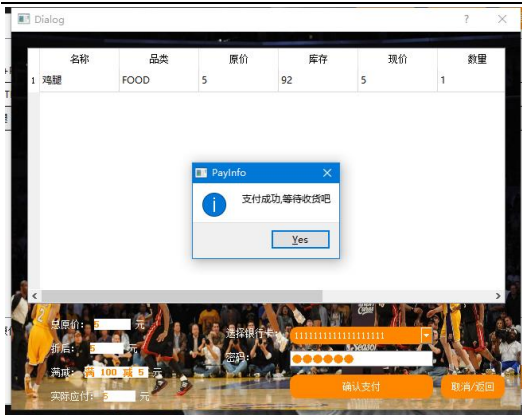 Dialog
名称 品类 原价 库存 现价 数量
1 鸡腿 FOOD 5 92 5 1
PayInfo
支付成功,等待收货吧
Yes
总原价: 5 元
折后: 5 元
满减: 满 100 减 5 元
实际应付: 5 元
选择银行卡:
密码:
确认支付
取消/返回